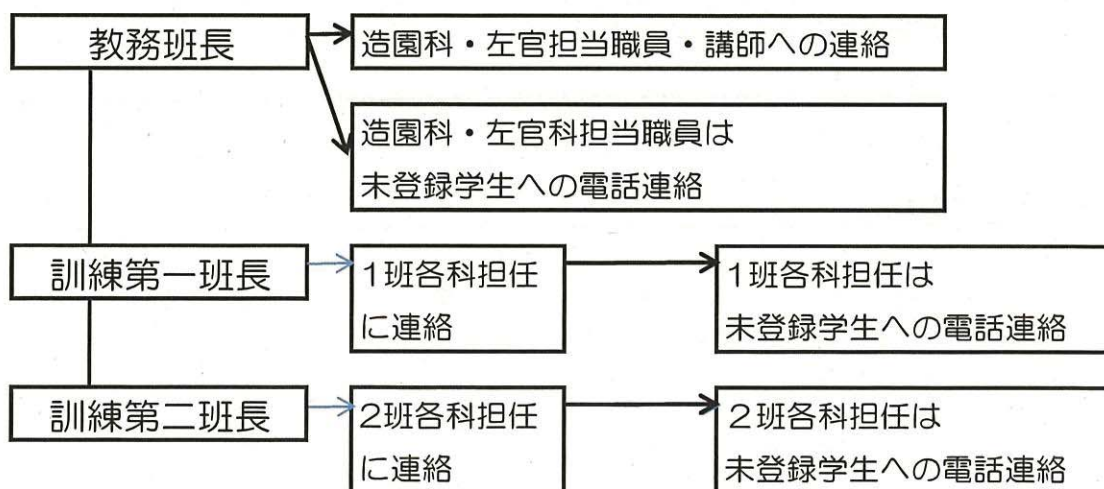 教務班長
造園科・左官担当職員・講師への連絡
造園科・左官科担当職員は
未登録学生への電話連絡
訓練第一班長
1班各科担任
に連絡
1班各科担任は
未登録学生への電話連絡
訓練第二班長
2班各科担任
に連絡
2班各科担任は
未登録学生への電話連絡